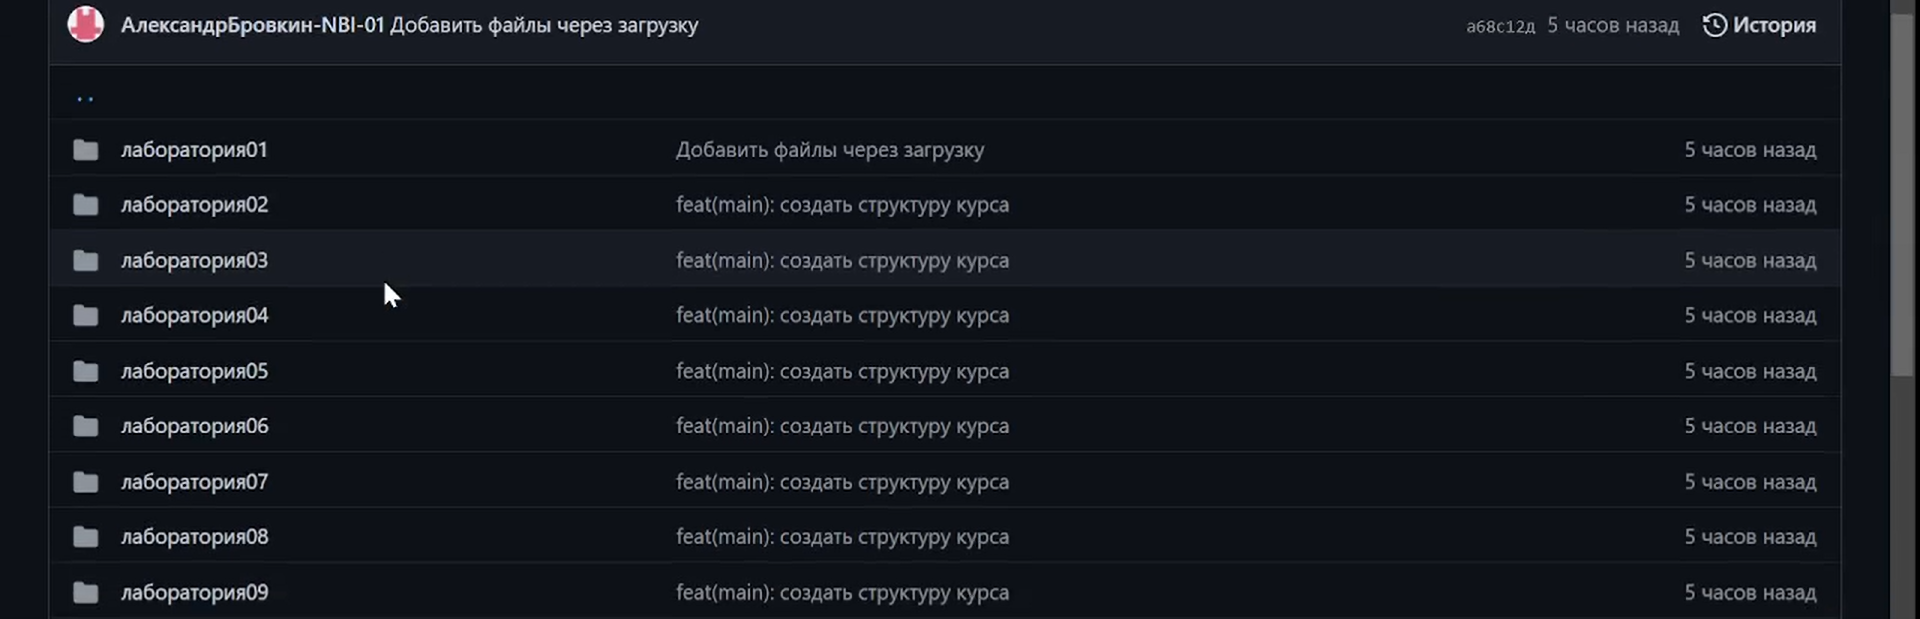 АлександрБровкин-NBI-01 Добавить файлы через загрузку а68с12д 5 часов назад История
..
лаборатория01 Добавить файлы через загрузку 5 часов назад
лаборатория02 feat(main): создать структуру курса 5 часов назад
лаборатория03 feat(main): создать структуру курса 5 часов назад
лаборатория04 feat(main): создать структуру курса 5 часов назад
лаборатория05 feat(main): создать структуру курса 5 часов назад
лаборатория06 feat(main): создать структуру курса 5 часов назад
лаборатория07 feat(main): создать структуру курса 5 часов назад
лаборатория08 feat(main): создать структуру курса 5 часов назад
лаборатория09 feat(main): создать структуру курса 5 часов назад